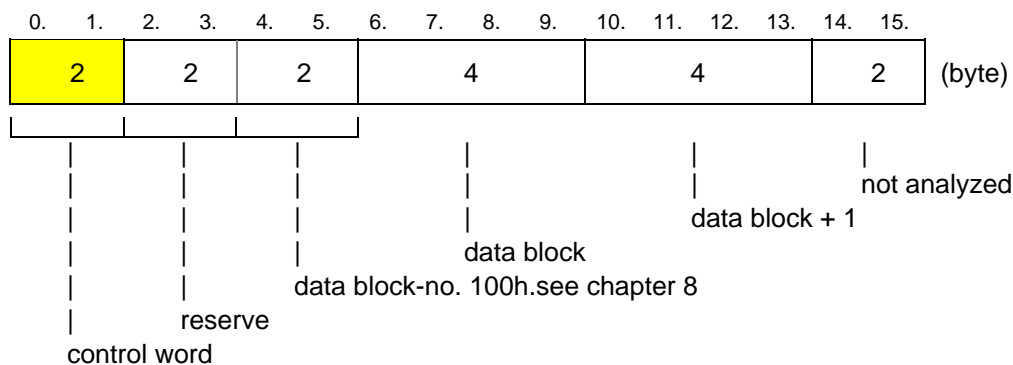 0. 1. 2. 3. 4. 5. 6. 7. 8. 9. 10. 11. 12. 13. 14. 15.
2 2 2 4 4 2 (byte)
not analyzed
data block + 1
data block
data block-no. 100h.see chapter 8
reserve
control word